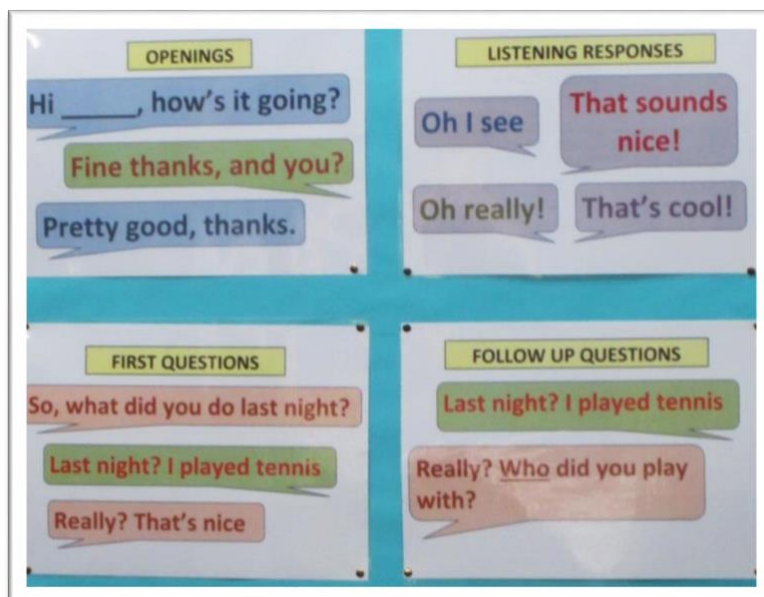 OPENINGS
Hi _____, how's it going?
Fine thanks, and you?
Pretty good, thanks.
LISTENING RESPONSES
Oh I see
That sounds
nice!
Oh really!
That's cool!
FIRST QUESTIONS
So, what did you do last night?
Last night? I played tennis
Really? That's nice
FOLLOW UP QUESTIONS
Last night? I played tennis
Really? Who did you play
with?